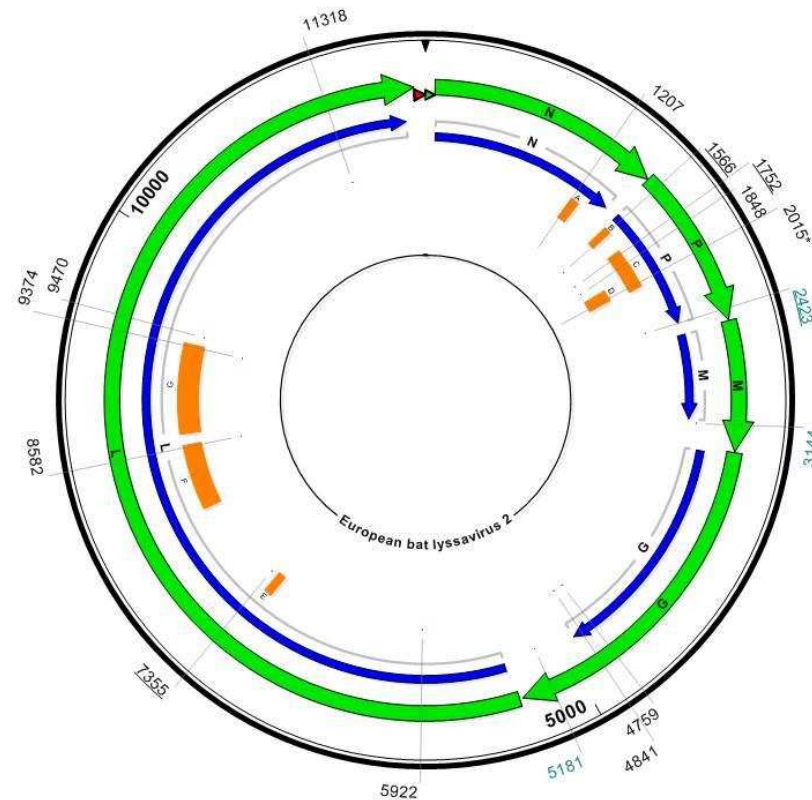 11318
1207
1566
1752
1848
2015*
2423
3144
4759
4841
5000
5181
5922
7355
8582
9374
9470
10000
N
P
M
G
L
N
P
M
G
L
A
B
C
D
E
F
G
European bat lyssavirus 2